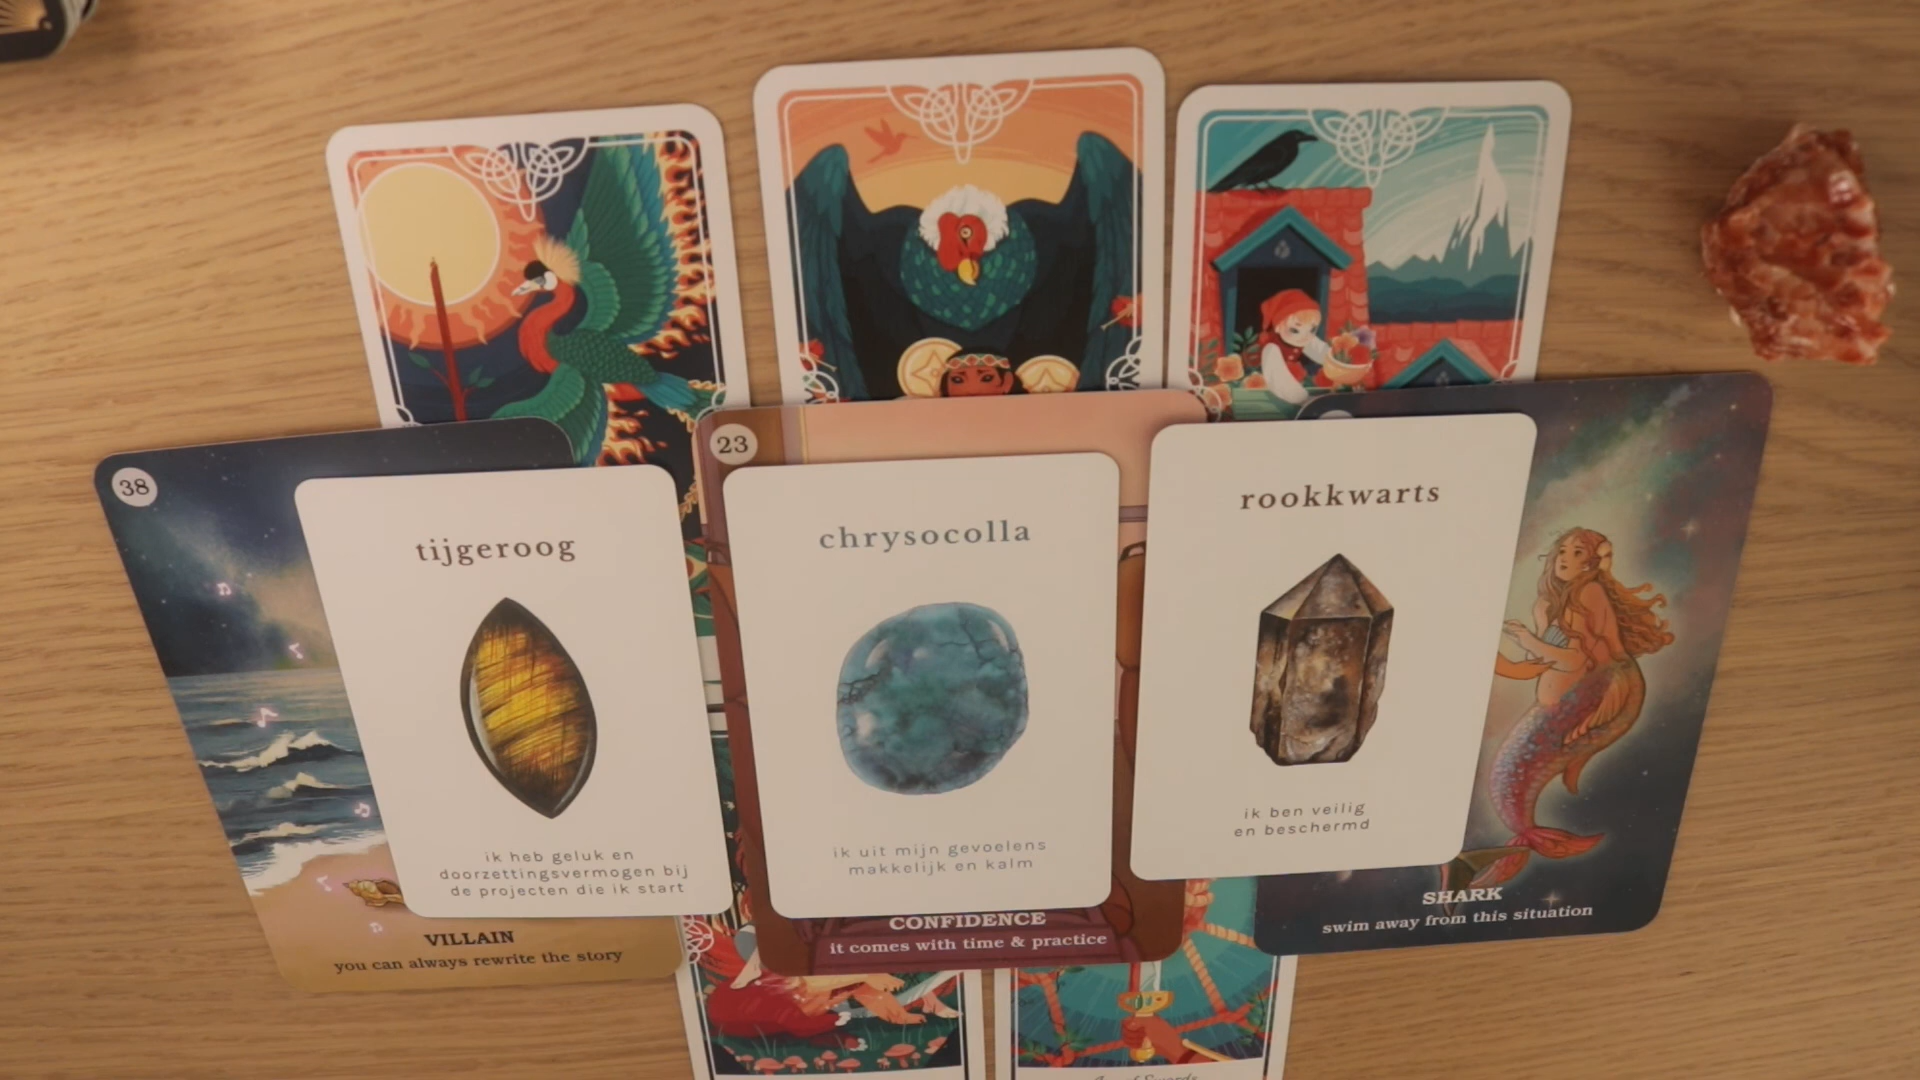 38
tijgeroog
ik heb geluk en
doorzettingsvermogen bij
de projecten die ik start
VILLAIN
you can always rewrite the story
23
chrysocolla
ik uit mijn gevoelens
makkelijk en kalm
CONFIDENCE
it comes with time & practice
rookkwarts
ik ben veilig
en beschermd
SHARK
swim away from this situation